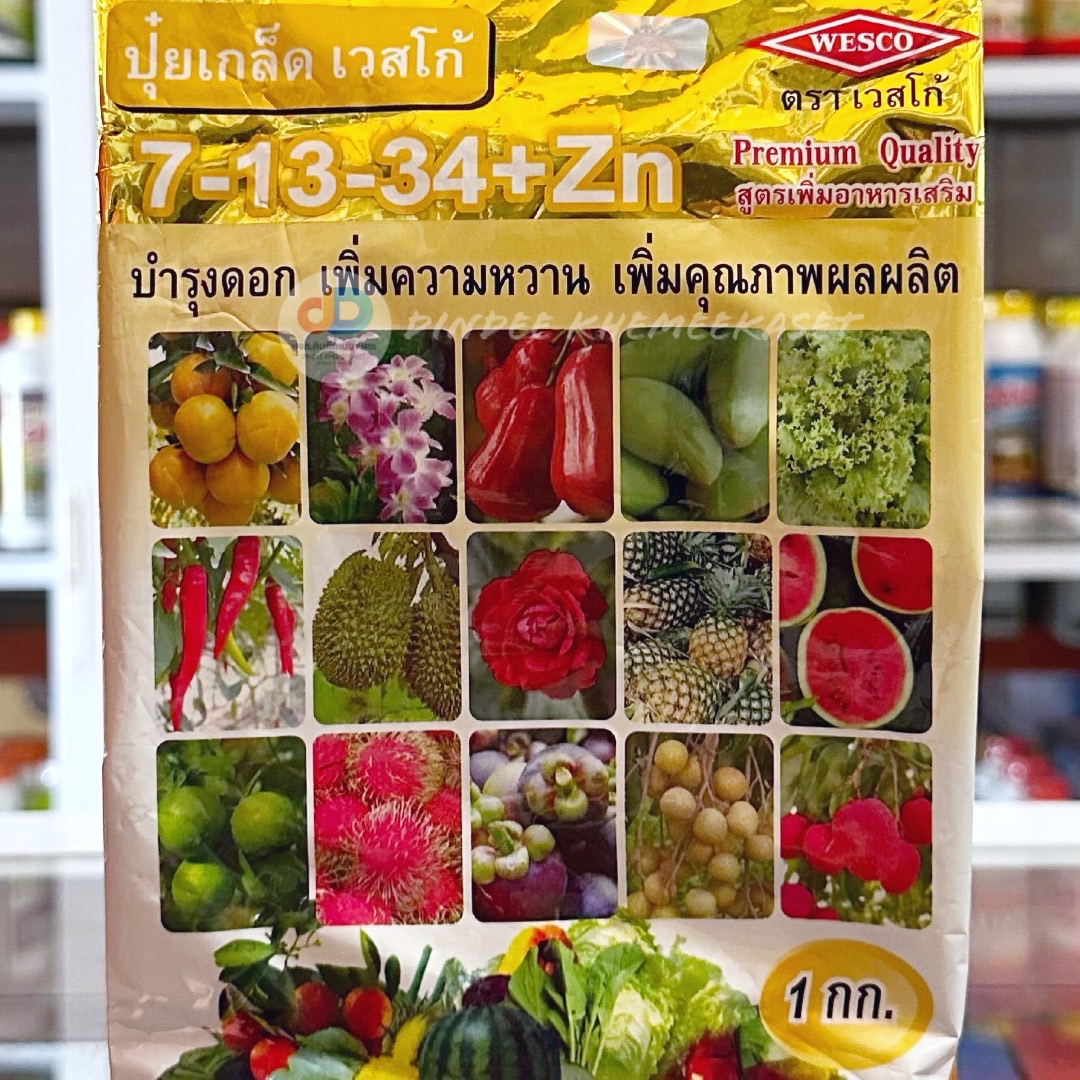 ปุ๋ยเกล็ด เวสโก้
WESCO
ตรา เวสโก้
7-13-34+Zn
Premium Quality
สูตรเพิ่มอาหารเสริม
บำรุงดอก เพิ่มความหวาน เพิ่มคุณภาพผลผลิต
DINDEE KHEMEEKASET
1 กก.